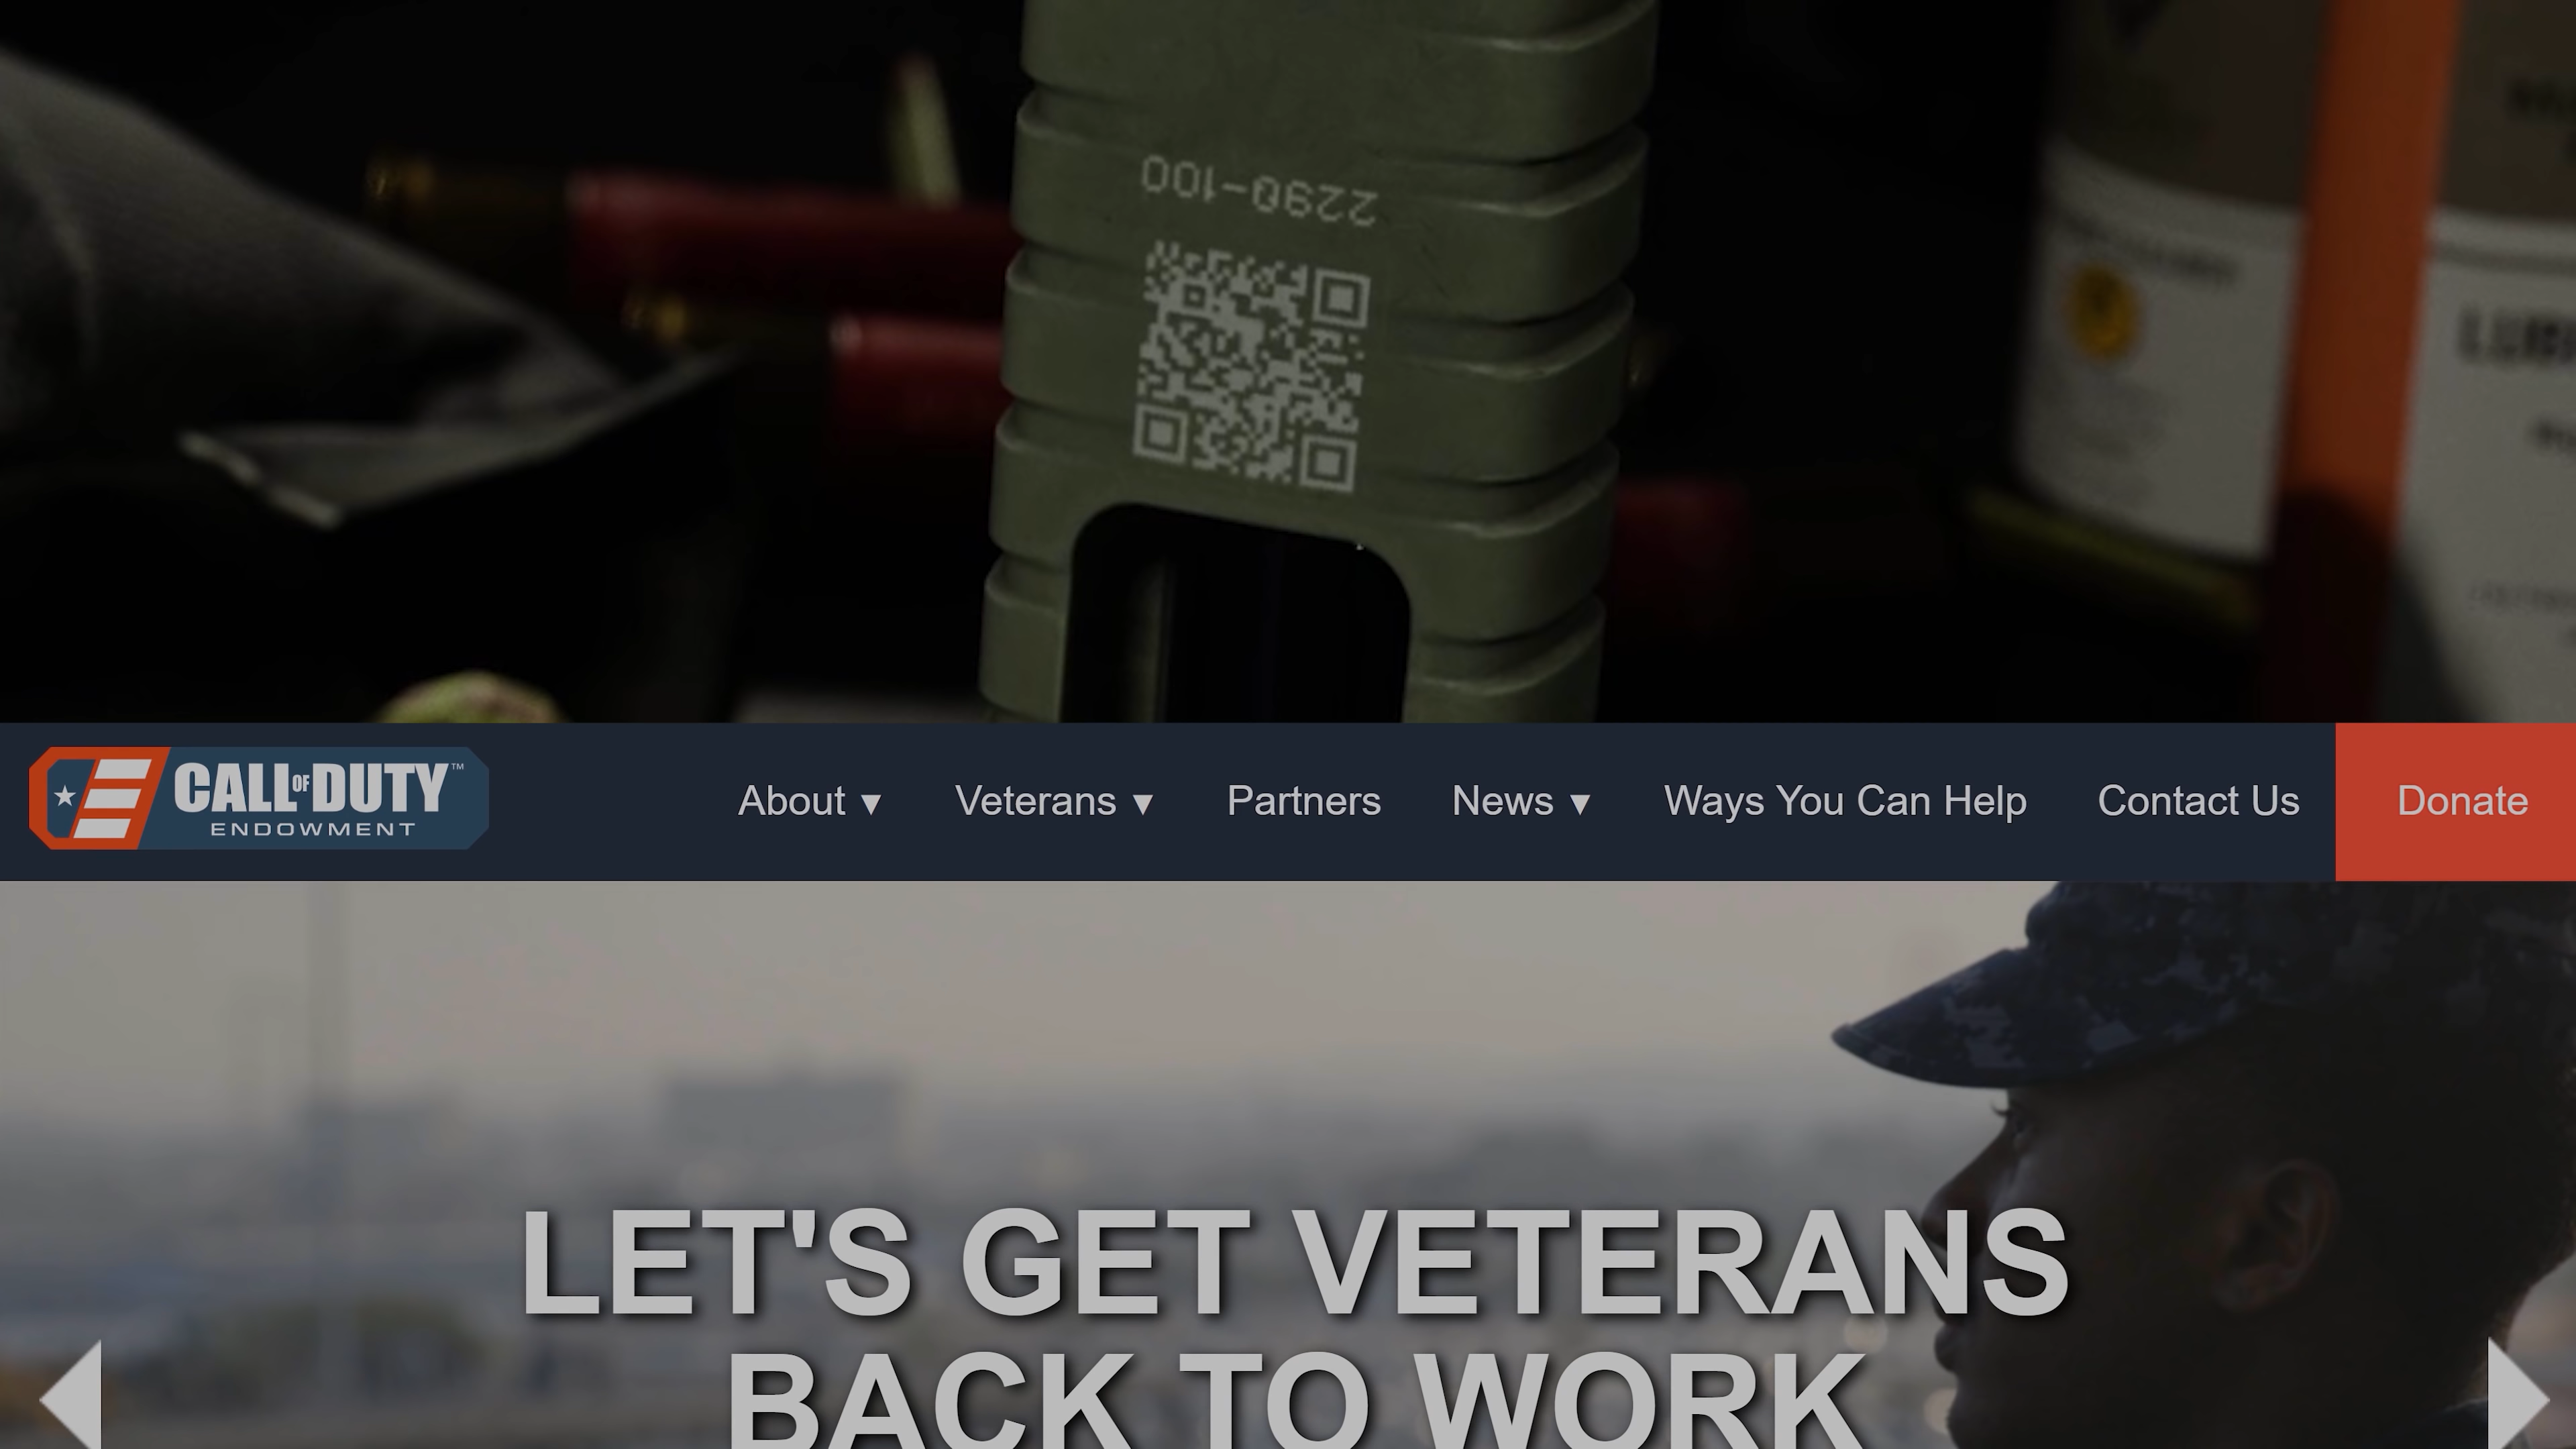 2290-100
CALL OF DUTY™
ENDOWMENT
About ▼
Veterans ▼
Partners
News ▼
Ways You Can Help
Contact Us
Donate
LET'S GET VETERANS
BACK TO WORK